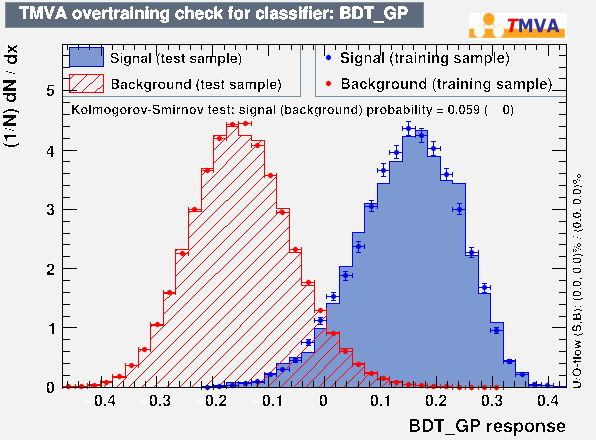 TMVA overtraining check for classifier: BDT_GP
TMVA
Signal (test sample)
Signal (training sample)
Background (test sample)
Background (training sample)
Kolmogorov-Smirnov test: signal (background) probability = 0.059 ( 0)
(1/N) dN / dx
5
4
3
2
1
0
0.4 0.3 0.2 0.1 0 0.1 0.2 0.3 0.4
BDT_GP response
U/O-flow (S,B): (0.0, 0.0)% / (0.0, 0.0)%